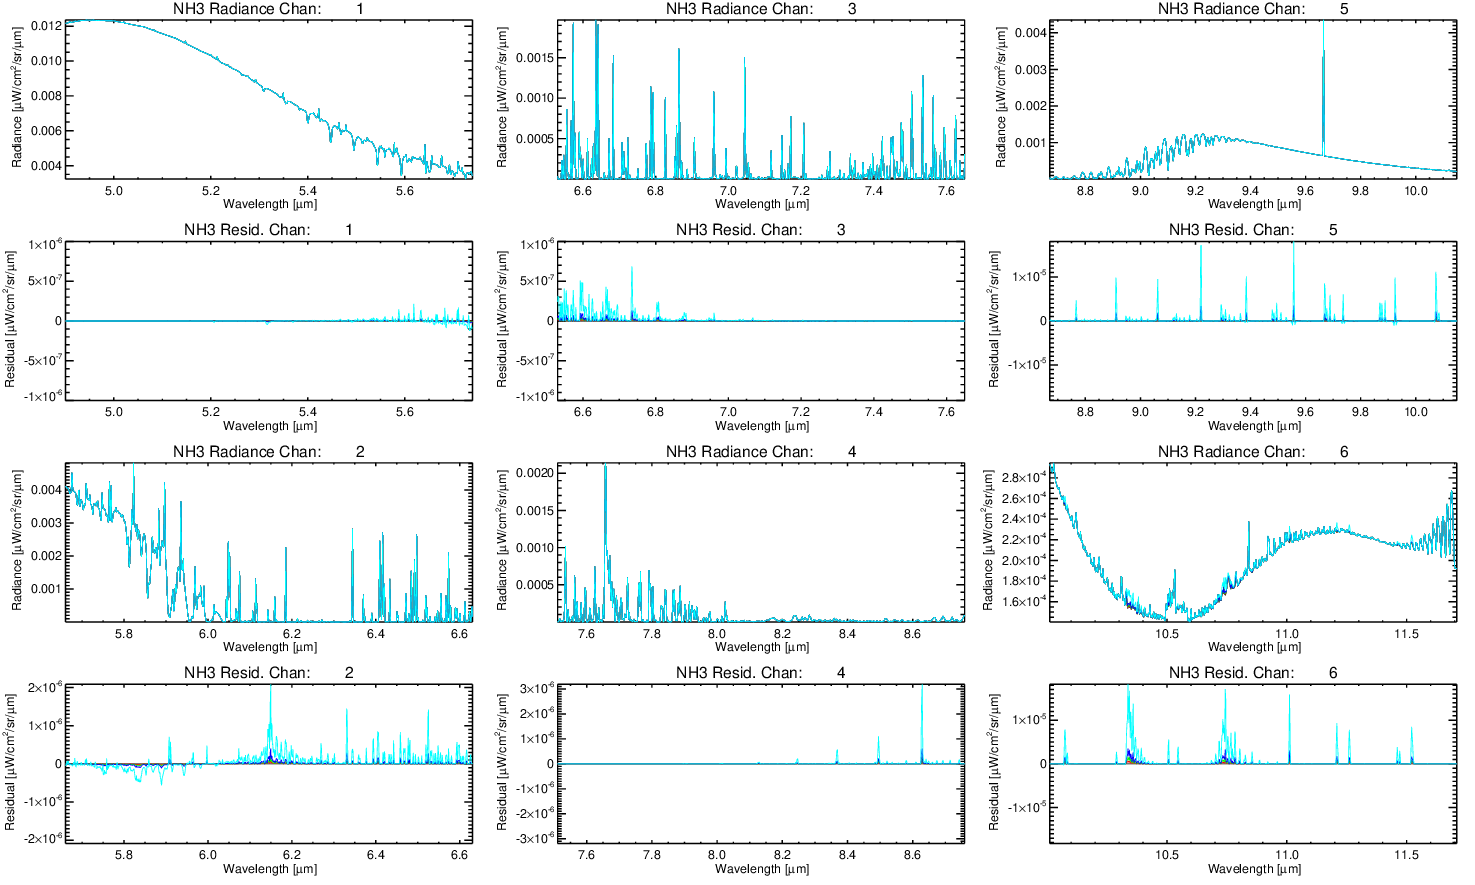 NH3 Radiance Chan: 1
Radiance [μW/cm²/sr/μm]
0.012
0.010
0.008
0.006
0.004
5.0 5.2 5.4 5.6
Wavelength [μm]
NH3 Radiance Chan: 3
Radiance [μW/cm²/sr/μm]
0.0015
0.0010
0.0005
6.6 6.8 7.0 7.2 7.4 7.6
Wavelength [μm]
NH3 Radiance Chan: 5
Radiance [μW/cm²/sr/μm]
0.004
0.003
0.002
0.001
8.8 9.0 9.2 9.4 9.6 9.8 10.0
Wavelength [μm]
NH3 Resid. Chan: 1
Residual [μW/cm²/sr/μm]
1×10⁻⁶
5×10⁻⁷
0
-5×10⁻⁷
-1×10⁻⁶
5.0 5.2 5.4 5.6
Wavelength [μm]
NH3 Resid. Chan: 3
Residual [μW/cm²/sr/μm]
1×10⁻⁶
5×10⁻⁷
0
-5×10⁻⁷
-1×10⁻⁶
6.6 6.8 7.0 7.2 7.4 7.6
Wavelength [μm]
NH3 Resid. Chan: 5
Residual [μW/cm²/sr/μm]
1×10⁻⁵
0
-1×10⁻⁵
8.8 9.0 9.2 9.4 9.6 9.8 10.0
Wavelength [μm]
NH3 Radiance Chan: 2
Radiance [μW/cm²/sr/μm]
0.004
0.003
0.002
0.001
5.8 6.0 6.2 6.4 6.6
Wavelength [μm]
NH3 Radiance Chan: 4
Radiance [μW/cm²/sr/μm]
0.0020
0.0015
0.0010
0.0005
7.6 7.8 8.0 8.2 8.4 8.6
Wavelength [μm]
NH3 Radiance Chan: 6
Radiance [μW/cm²/sr/μm]
2.8×10⁻⁴
2.6×10⁻⁴
2.4×10⁻⁴
2.2×10⁻⁴
2.0×10⁻⁴
1.8×10⁻⁴
1.6×10⁻⁴
10.5 11.0 11.5
Wavelength [μm]
NH3 Resid. Chan: 2
Residual [μW/cm²/sr/μm]
2×10⁻⁶
1×10⁻⁶
0
-1×10⁻⁶
-2×10⁻⁶
5.8 6.0 6.2 6.4 6.6
Wavelength [μm]
NH3 Resid. Chan: 4
Residual [μW/cm²/sr/μm]
3×10⁻⁶
2×10⁻⁶
1×10⁻⁶
0
-1×10⁻⁶
-2×10⁻⁶
-3×10⁻⁶
7.6 7.8 8.0 8.2 8.4 8.6
Wavelength [μm]
NH3 Resid. Chan: 6
Residual [μW/cm²/sr/μm]
1×10⁻⁵
0
-1×10⁻⁵
10.5 11.0 11.5
Wavelength [μm]